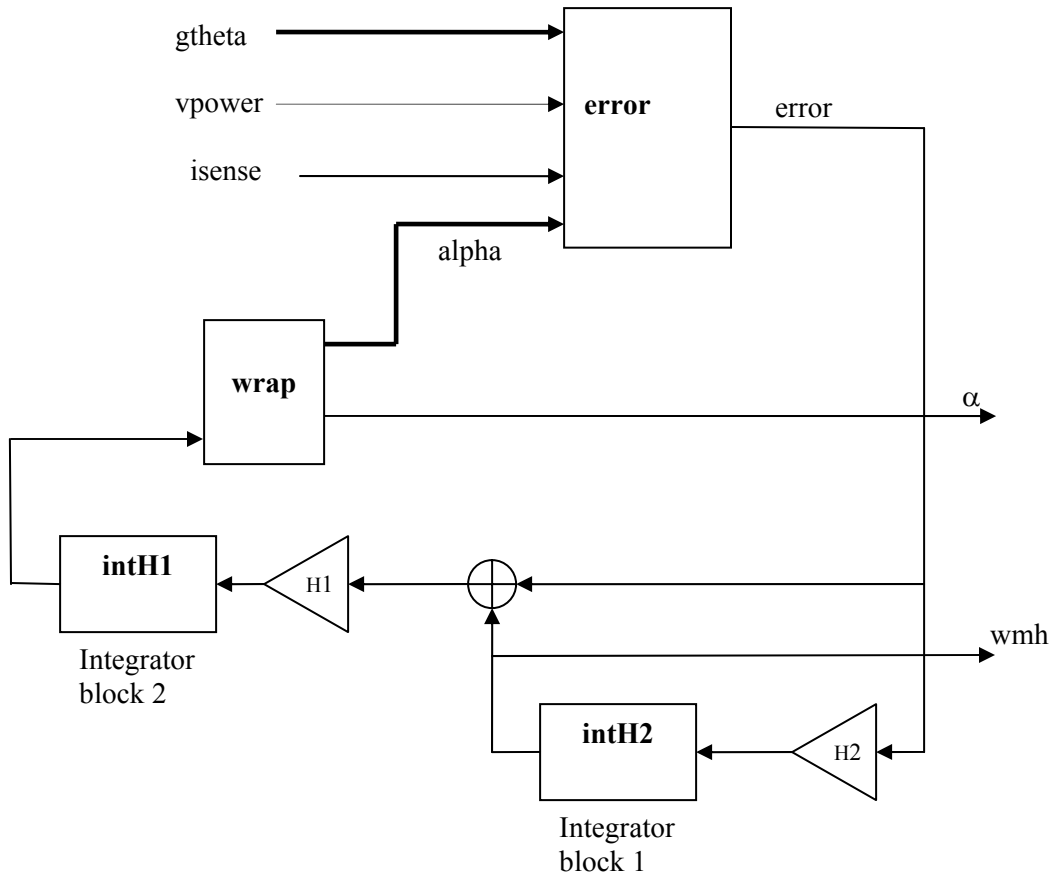 gtheta
vpower
error
error
isense
alpha
wrap
α
intH1
H1
wmh
Integrator
block 2
intH2
H2
Integrator
block 1